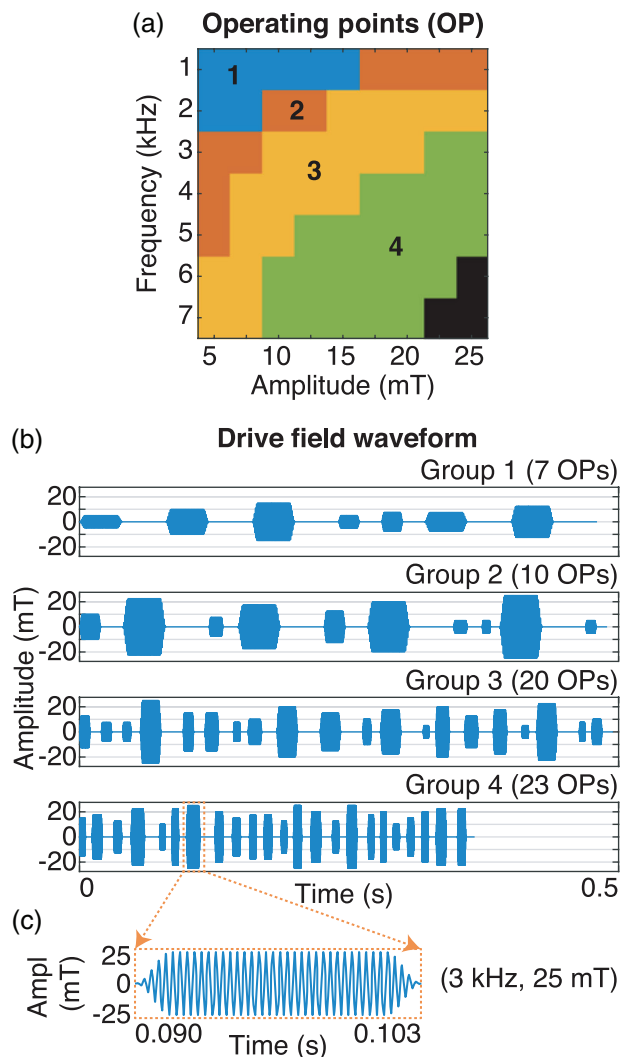 (a) Operating points (OP)
Frequency (kHz)
1
2
3
4
5
6
7
1
2
3
4
5 10 15 20 25
Amplitude (mT)
(b) Drive field waveform
Amplitude (mT)
Group 1 (7 OPs)
20
0
-20
Group 2 (10 OPs)
20
0
-20
Group 3 (20 OPs)
20
0
-20
Group 4 (23 OPs)
20
0
-20
0 Time (s) 0.5
(c)
Ampl
(mT)
25
0
-25
(3 kHz, 25 mT)
0.090 0.103
Time (s)